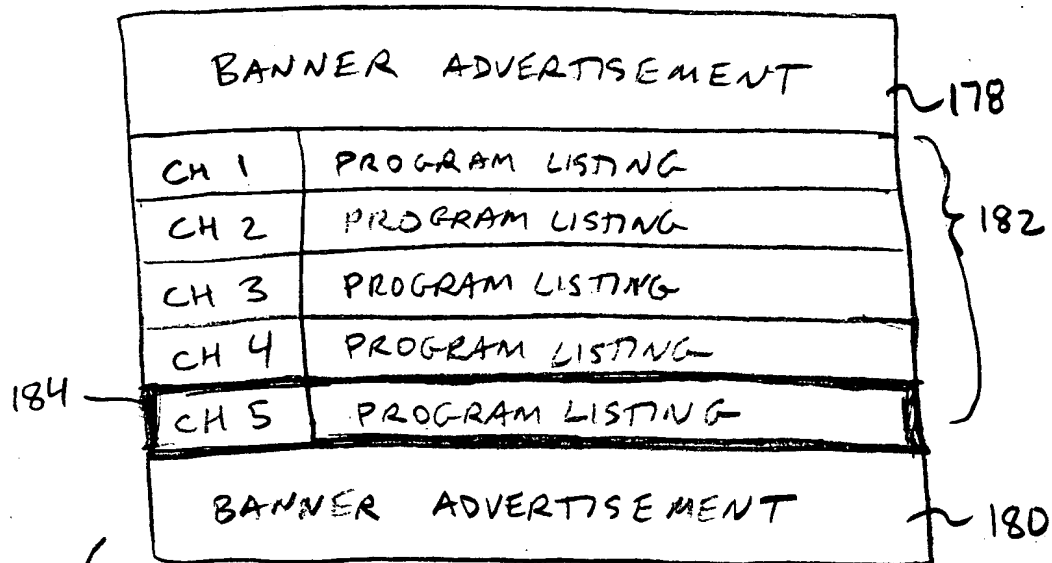 BANNER ADVERTISEMENT
178
CH 1 PROGRAM LISTING
CH 2 PROGRAM LISTING
182
CH 3 PROGRAM LISTING
CH 4 PROGRAM LISTING
184
CH 5 PROGRAM LISTING
BANNER ADVERTISEMENT
180